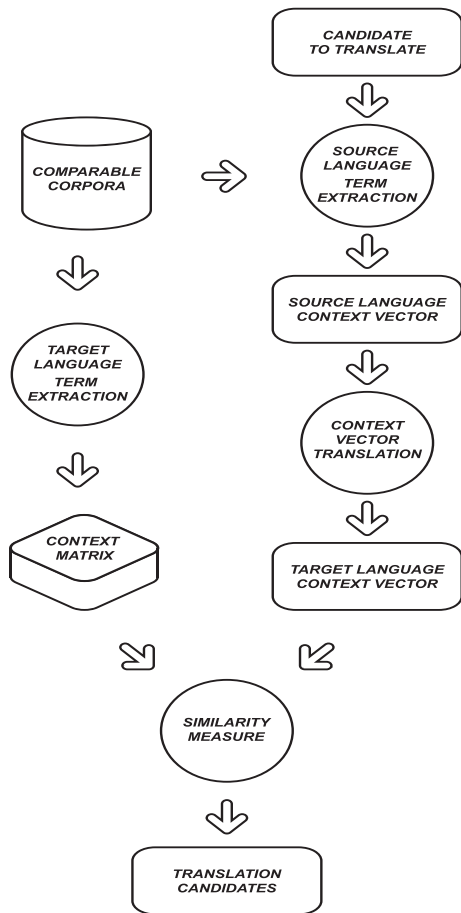 CANDIDATE
TO TRANSLATE
COMPARABLE
CORPORA
SOURCE
LANGUAGE
TERM
EXTRACTION
SOURCE LANGUAGE
CONTEXT VECTOR
TARGET
LANGUAGE
TERM
EXTRACTION
CONTEXT
VECTOR
TRANSLATION
CONTEXT
MATRIX
TARGET LANGUAGE
CONTEXT VECTOR
SIMILARITY
MEASURE
TRANSLATION
CANDIDATES